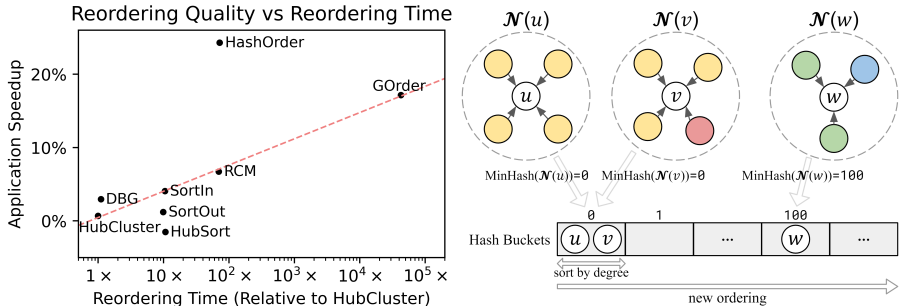 Reordering Quality vs Reordering Time
Application Speedup
20%
10%
0%
HashOrder
GOrder
RCM
DBG
SortIn
SortOut
HubCluster
HubSort
1 × 10 × 10² × 10³ × 10⁴ × 10⁵ ×
Reordering Time (Relative to HubCluster)
𝒩(u) 𝒩(v) 𝒩(w)
u v w
MinHash(𝒩(u))=0 MinHash(𝒩(v))=0 MinHash(𝒩(w))=100
0 1 100
Hash Buckets u v ... w ...
sort by degree
new ordering